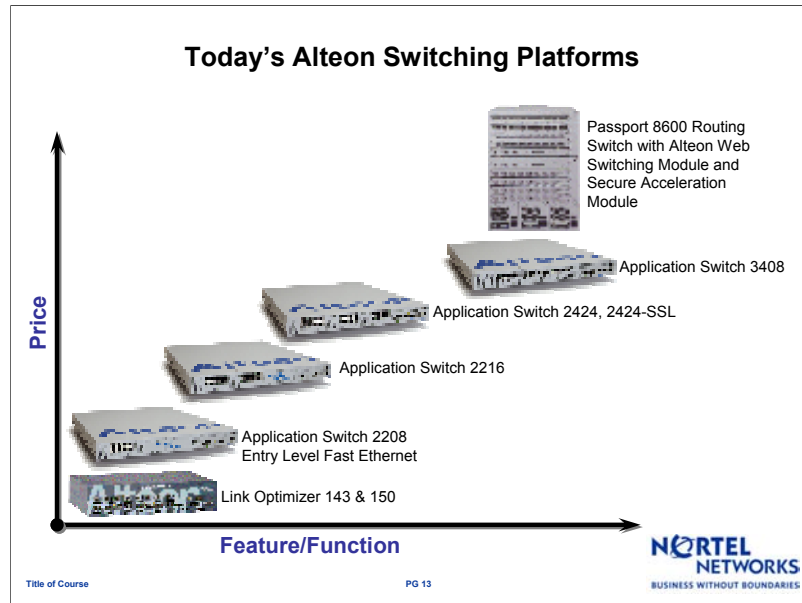 Today's Alteon Switching Platforms
Passport 8600 Routing
Switch with Alteon Web
Switching Module and
Secure Acceleration
Module
Application Switch 3408
Application Switch 2424, 2424-SSL
Price
Application Switch 2216
Application Switch 2208
Entry Level Fast Ethernet
Link Optimizer 143 & 150
Feature/Function
NORTEL
NETWORKS
BUSINESS WITHOUT BOUNDARIES
Title of Course
PG 13